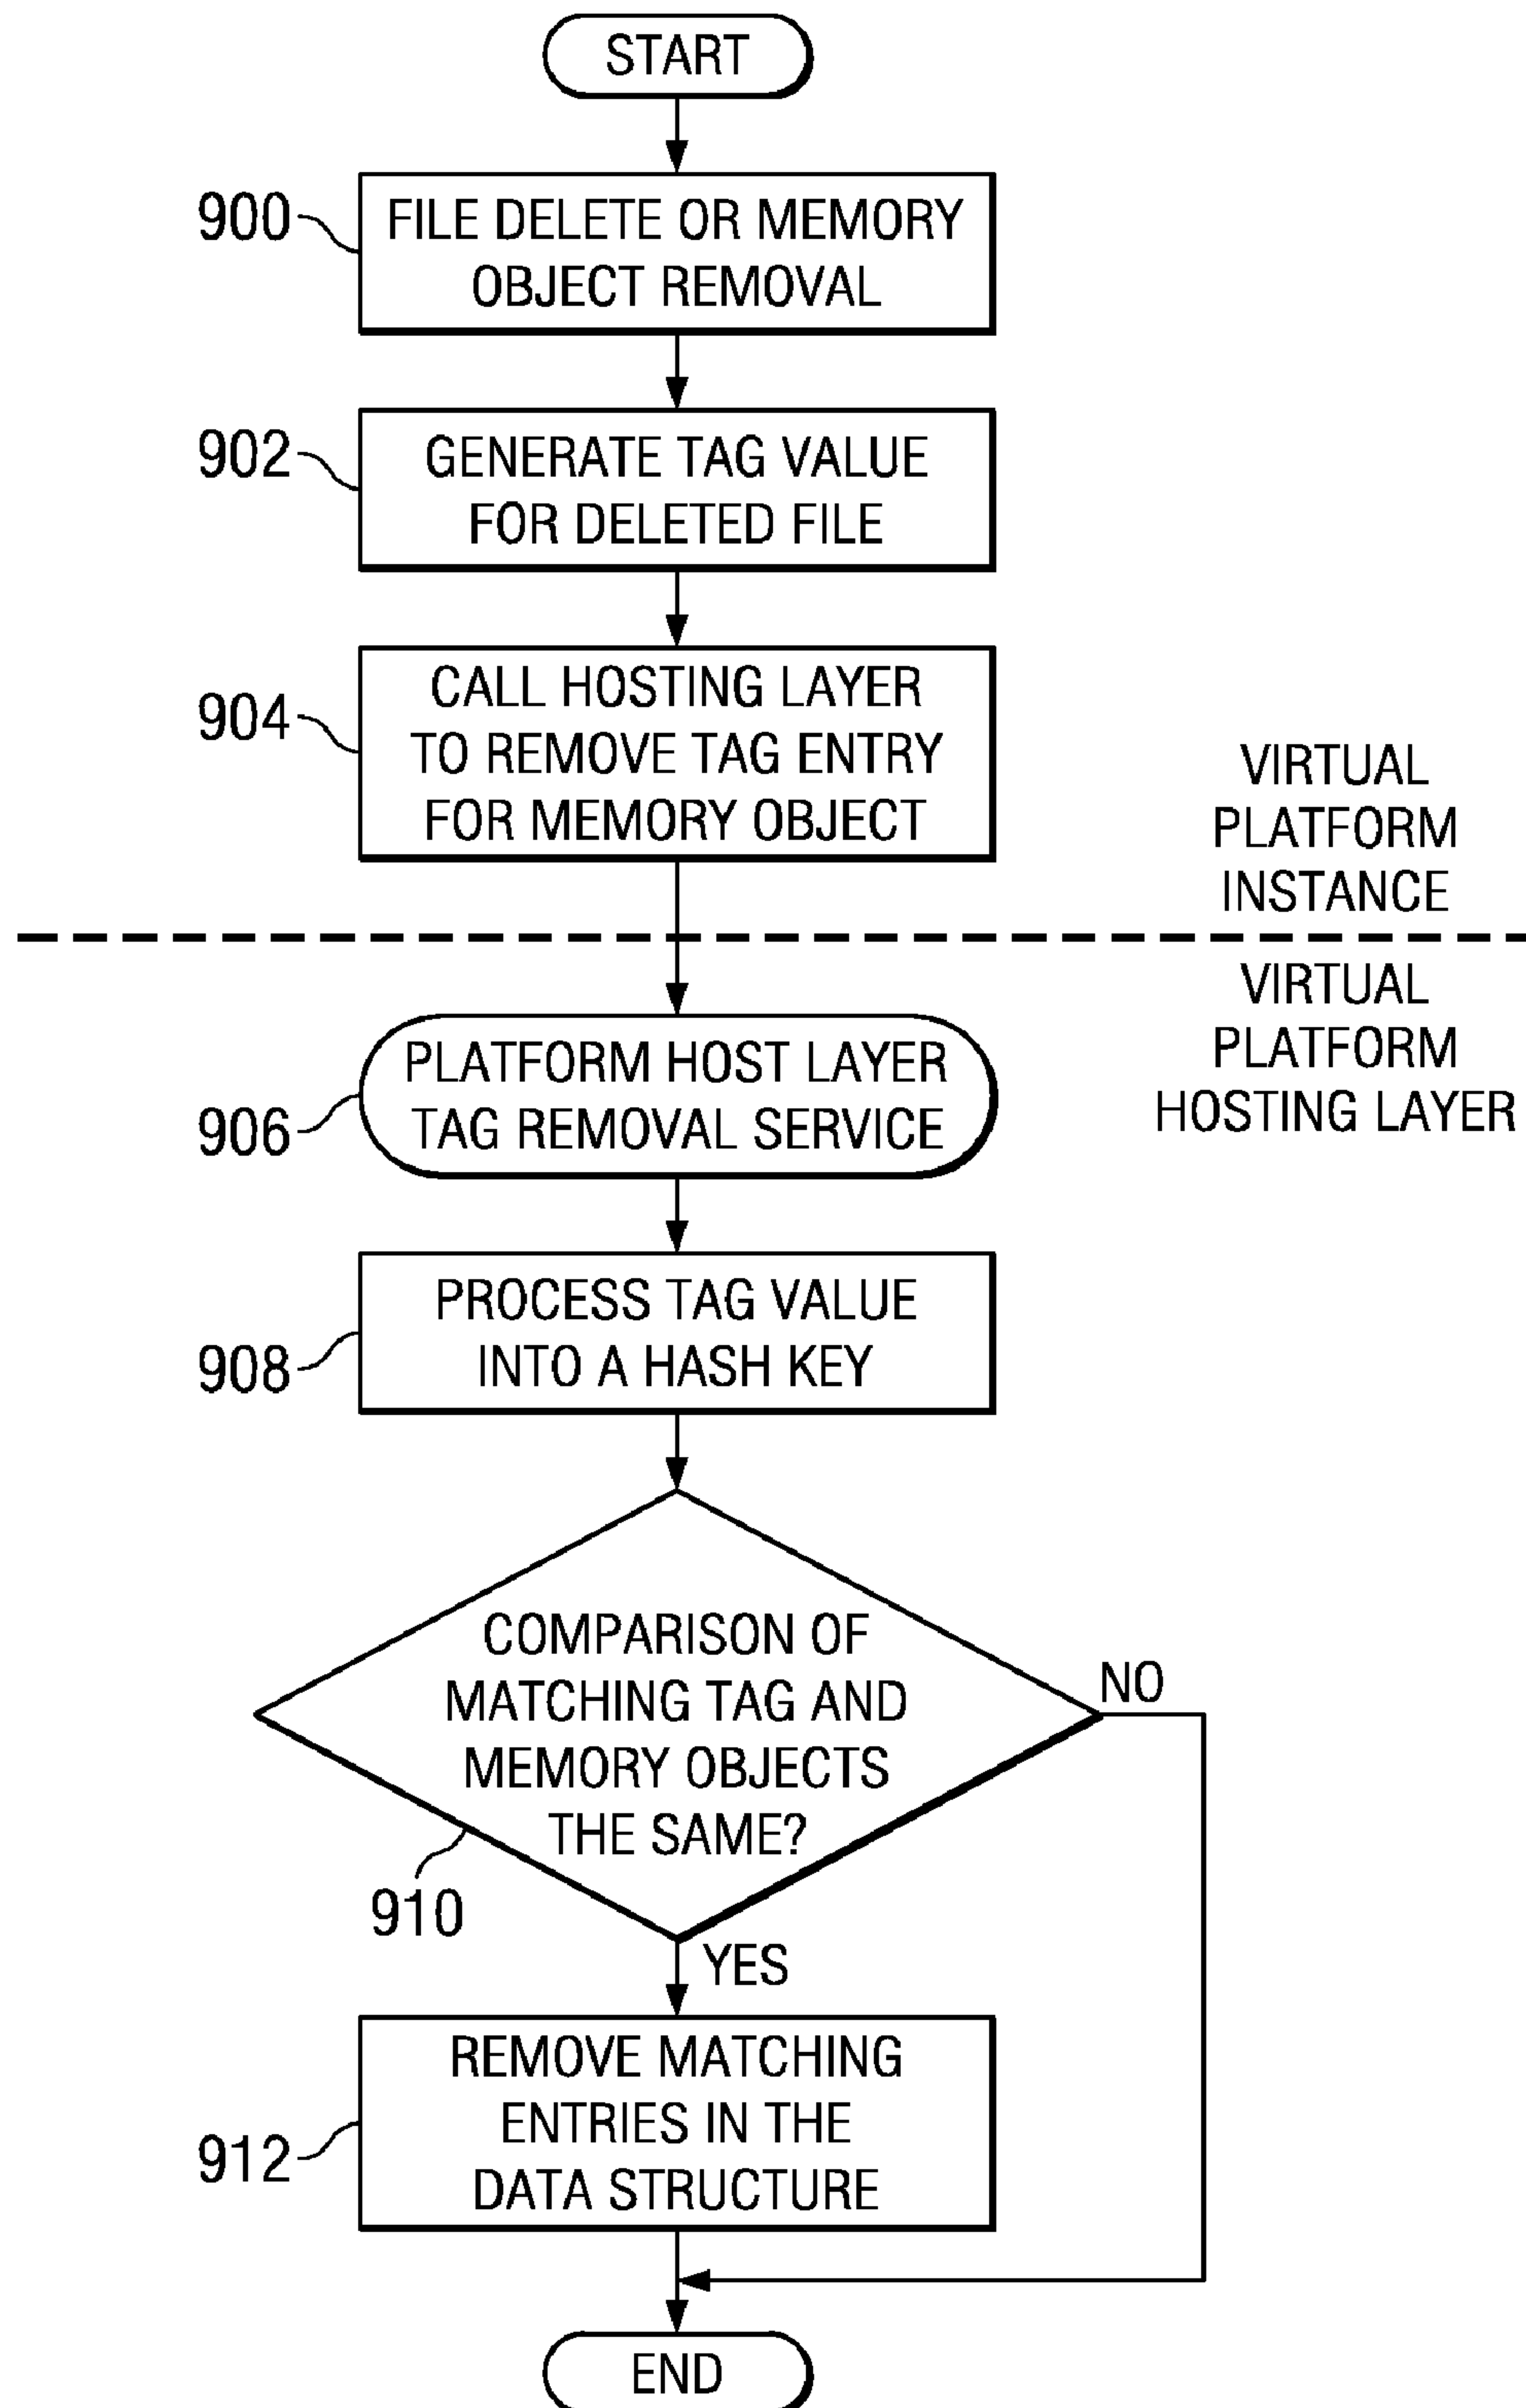 START
900
FILE DELETE OR MEMORY
OBJECT REMOVAL
902
GENERATE TAG VALUE
FOR DELETED FILE
904
CALL HOSTING LAYER
TO REMOVE TAG ENTRY
FOR MEMORY OBJECT
VIRTUAL
PLATFORM
INSTANCE
VIRTUAL
PLATFORM
HOSTING LAYER
906
PLATFORM HOST LAYER
TAG REMOVAL SERVICE
908
PROCESS TAG VALUE
INTO A HASH KEY
910
COMPARISON OF
MATCHING TAG AND
MEMORY OBJECTS
THE SAME?
NO
YES
912
REMOVE MATCHING
ENTRIES IN THE
DATA STRUCTURE
END